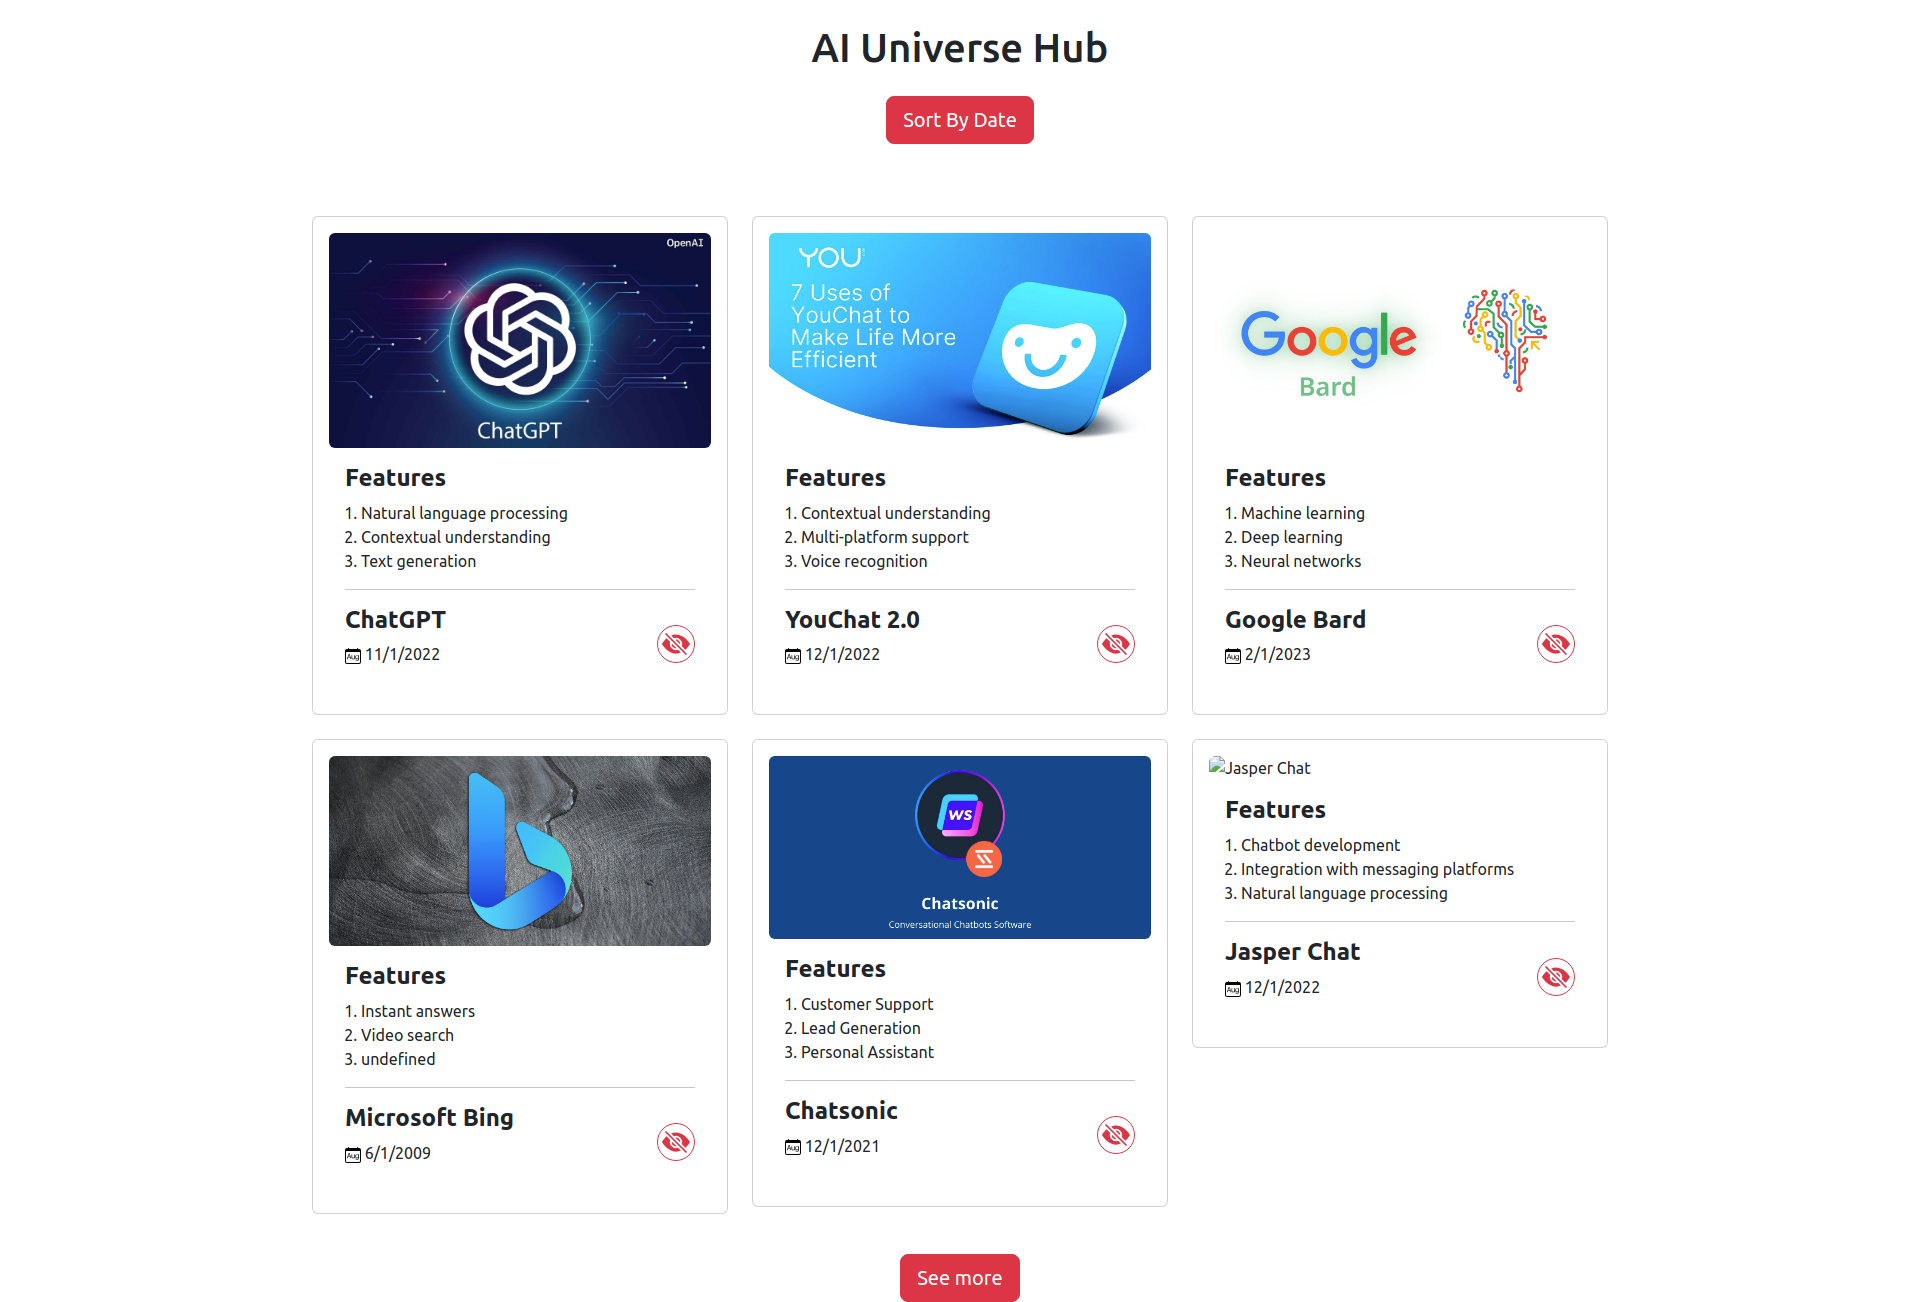 AI Universe Hub
Sort By Date
OpenAI
ChatGPT
Features
1. Natural language processing
2. Contextual understanding
3. Text generation
ChatGPT
Aug 11/1/2022
YOU
7 Uses of
YouChat to
Make Life More
Efficient
Features
1. Contextual understanding
2. Multi-platform support
3. Voice recognition
YouChat 2.0
Aug 12/1/2022
Google
Bard
Features
1. Machine learning
2. Deep learning
3. Neural networks
Google Bard
Aug 2/1/2023
Features
1. Instant answers
2. Video search
3. undefined
Microsoft Bing
Aug 6/1/2009
WS
Chatsonic
Conversational Chatbots Software
Features
1. Customer Support
2. Lead Generation
3. Personal Assistant
Chatsonic
Aug 12/1/2021
Jasper Chat
Features
1. Chatbot development
2. Integration with messaging platforms
3. Natural language processing
Jasper Chat
Aug 12/1/2022
See more